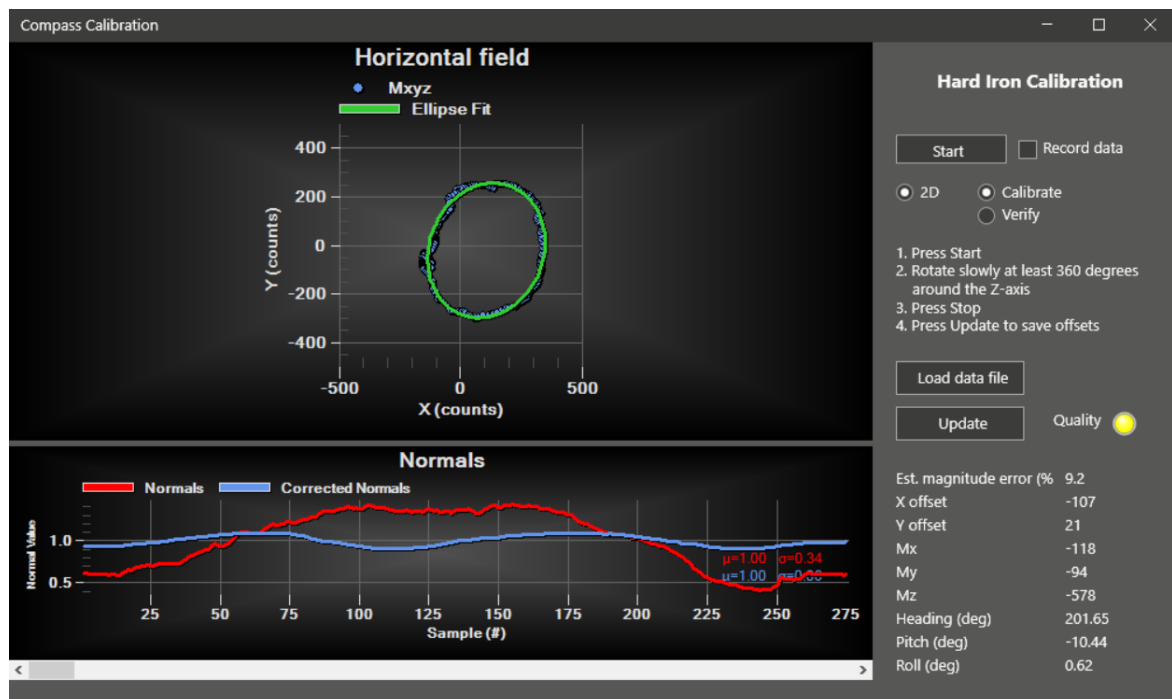 Compass Calibration
Horizontal field
Mxyz
Ellipse Fit
400
200
0
-200
-400
Y (counts)
-500 0 500
X (counts)
Normals
Normals Corrected Normals
1.0
0.5
Normal Value
μ=1.00 σ=0.34
μ=1.00
25 50 75 100 125 150 175 200 225 250 275
Sample (#)
Hard Iron Calibration
Start Record data
2D Calibrate
Verify
1. Press Start
2. Rotate slowly at least 360 degrees
around the Z-axis
3. Press Stop
4. Press Update to save offsets
Load data file
Update Quality
Est. magnitude error (% 9.2
X offset -107
Y offset 21
Mx -118
My -94
Mz -578
Heading (deg) 201.65
Pitch (deg) -10.44
Roll (deg) 0.62